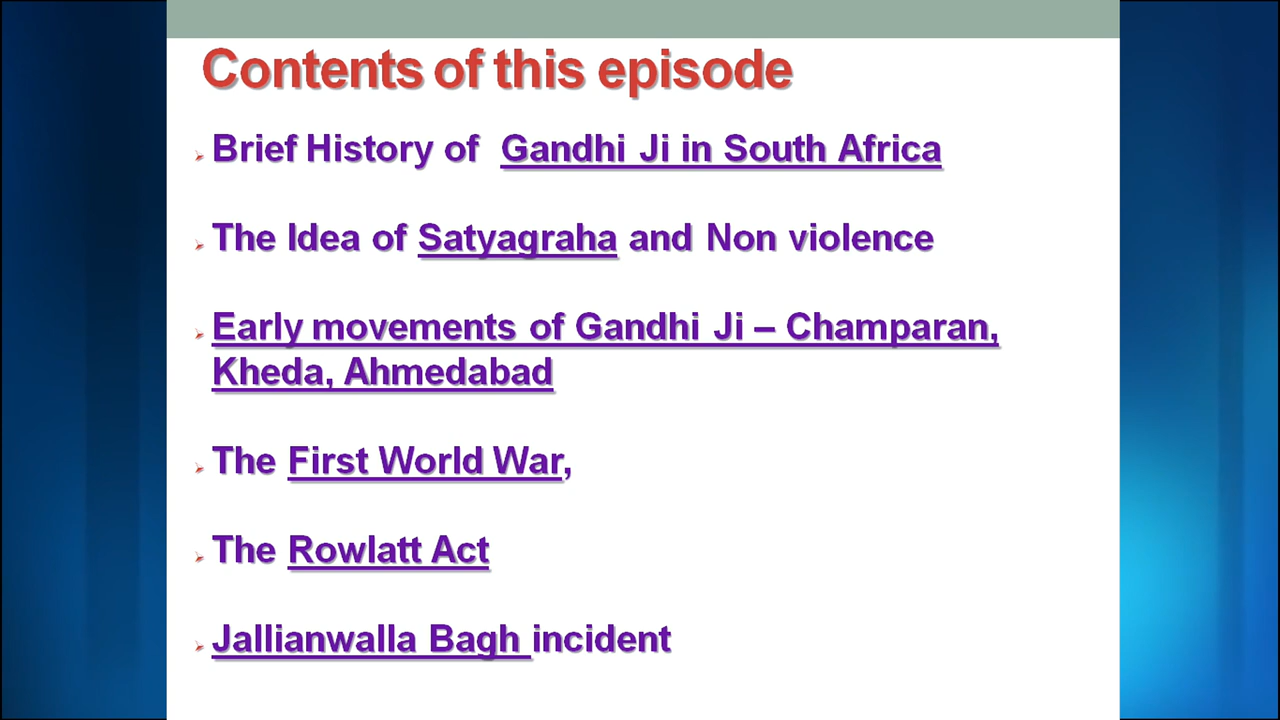 Contents of this episode
Brief History of Gandhi Ji in South Africa
The Idea of Satyagraha and Non violence
Early movements of Gandhi Ji – Champaran,
Kheda, Ahmedabad
The First World War,
The Rowlatt Act
Jallianwalla Bagh incident